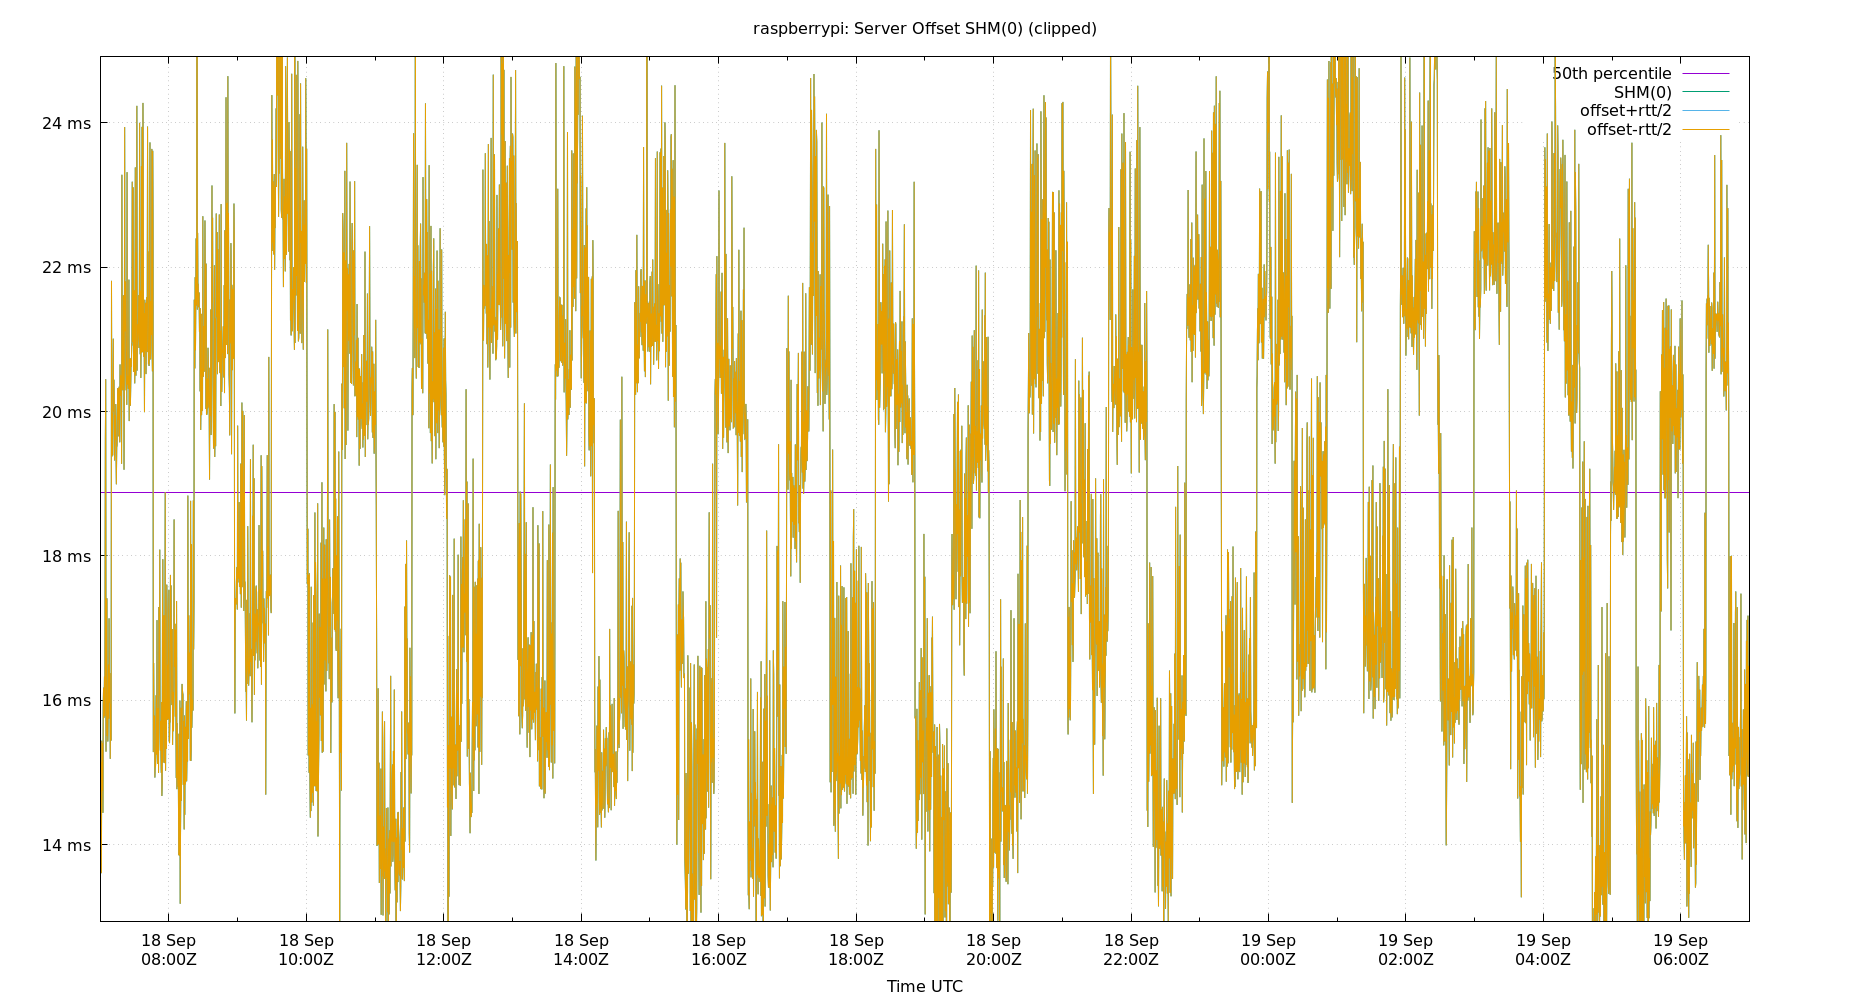 raspberrypi: Server Offset SHM(0) (clipped)
50th percentile
SHM(0)
offset+rtt/2
offset-rtt/2
24 ms
22 ms
20 ms
18 ms
16 ms
14 ms
18 Sep 18 Sep 18 Sep 18 Sep 18 Sep 18 Sep 18 Sep 18 Sep 19 Sep 19 Sep 19 Sep 19 Sep
08:00Z 10:00Z 12:00Z 14:00Z 16:00Z 18:00Z 20:00Z 22:00Z 00:00Z 02:00Z 04:00Z 06:00Z
Time UTC